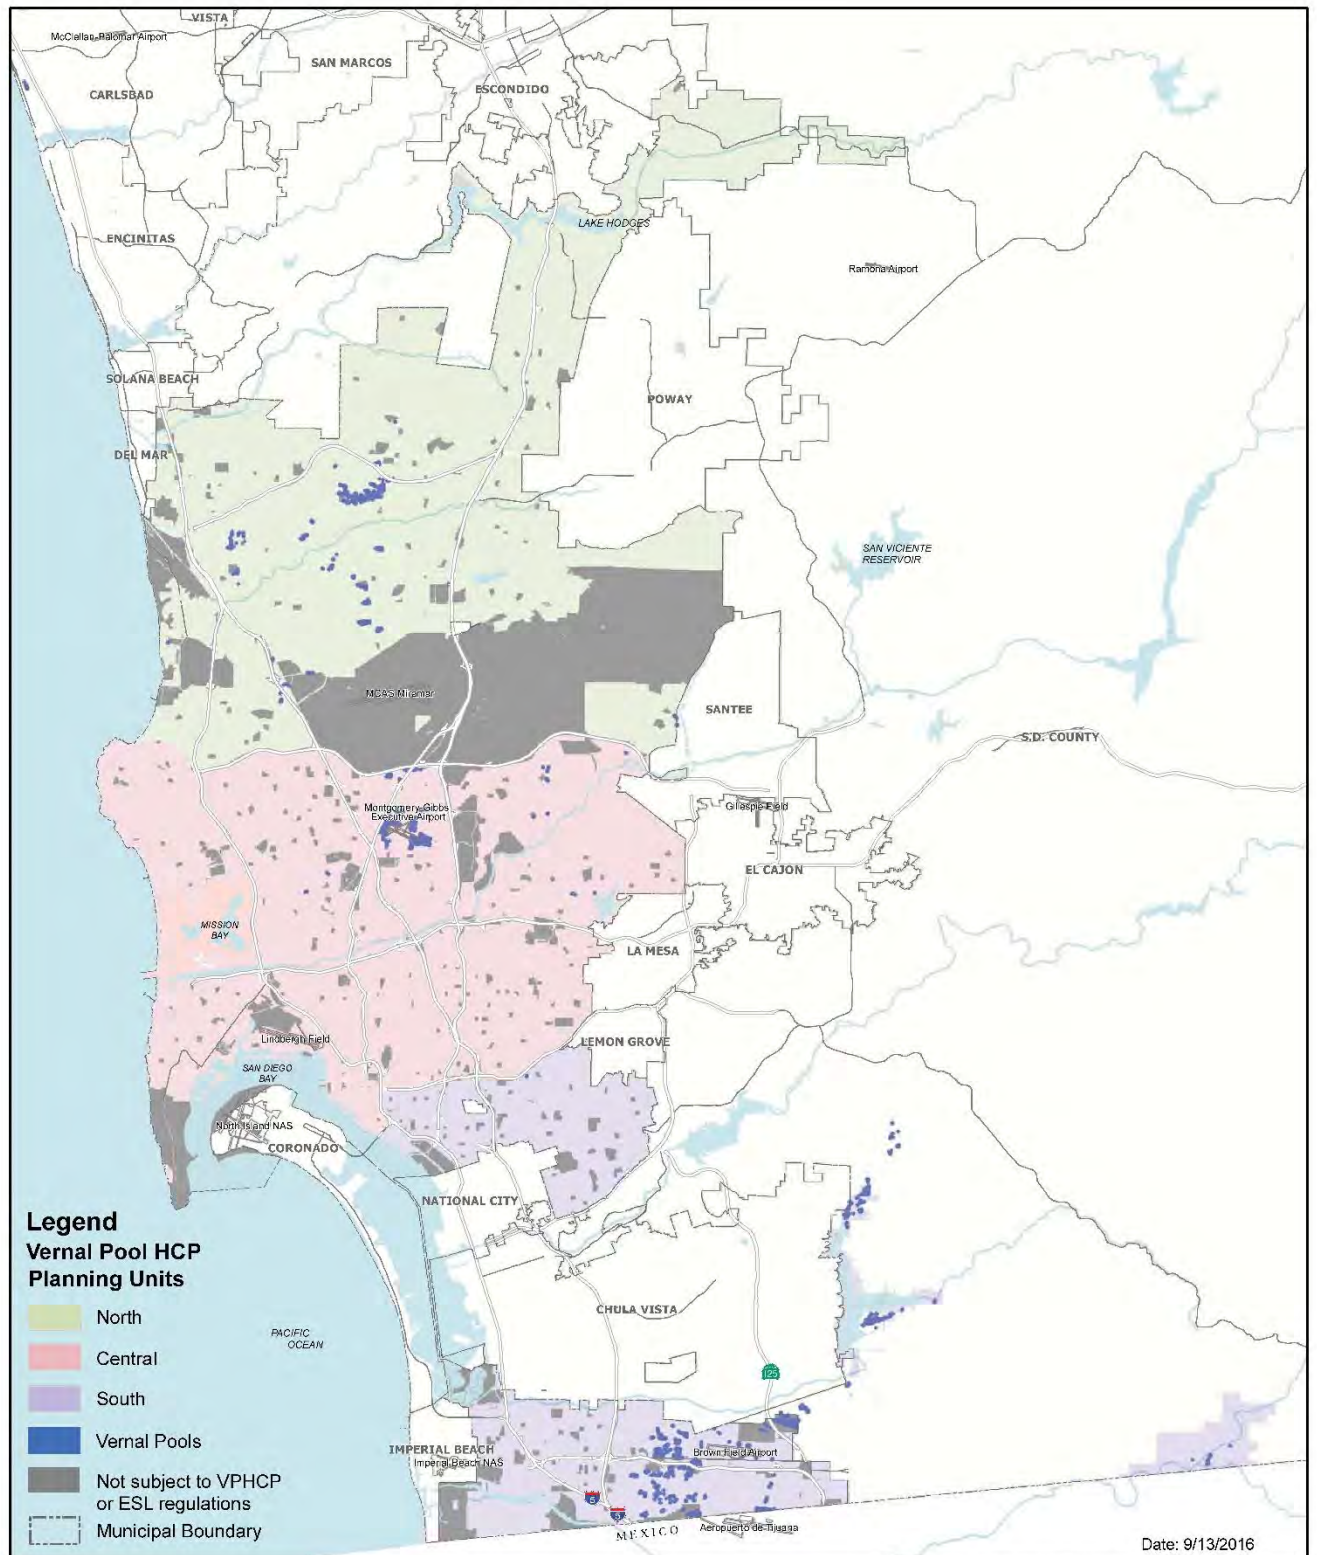 VISTA
McClellan-Palomar Airport
SAN MARCOS
ESCONDIDO
CARLSBAD
LAKE HODGES
ENCINITAS
Ramona Airport
SOLANA BEACH
POWAY
DEL MAR
SAN VICIENTE
RESERVOIR
MCAS Miramar
SANTEE
S.D. COUNTY
Montgomery Gibbs
Executive Airport
Gillespie Field
EL CAJON
MISSION
BAY
LA MESA
Lindbergh Field
LEMON GROVE
SAN DIEGO
BAY
North Island NAS
CORONADO
NATIONAL CITY
CHULA VISTA
PACIFIC
OCEAN
125
IMPERIAL BEACH
Imperial Beach NAS
Brown Field Airport
5
MEXICO
Aeropuerto de Tijuana
Legend
Vernal Pool HCP
Planning Units
North
Central
South
Vernal Pools
Not subject to VPHCP
or ESL regulations
Municipal Boundary
Date: 9/13/2016